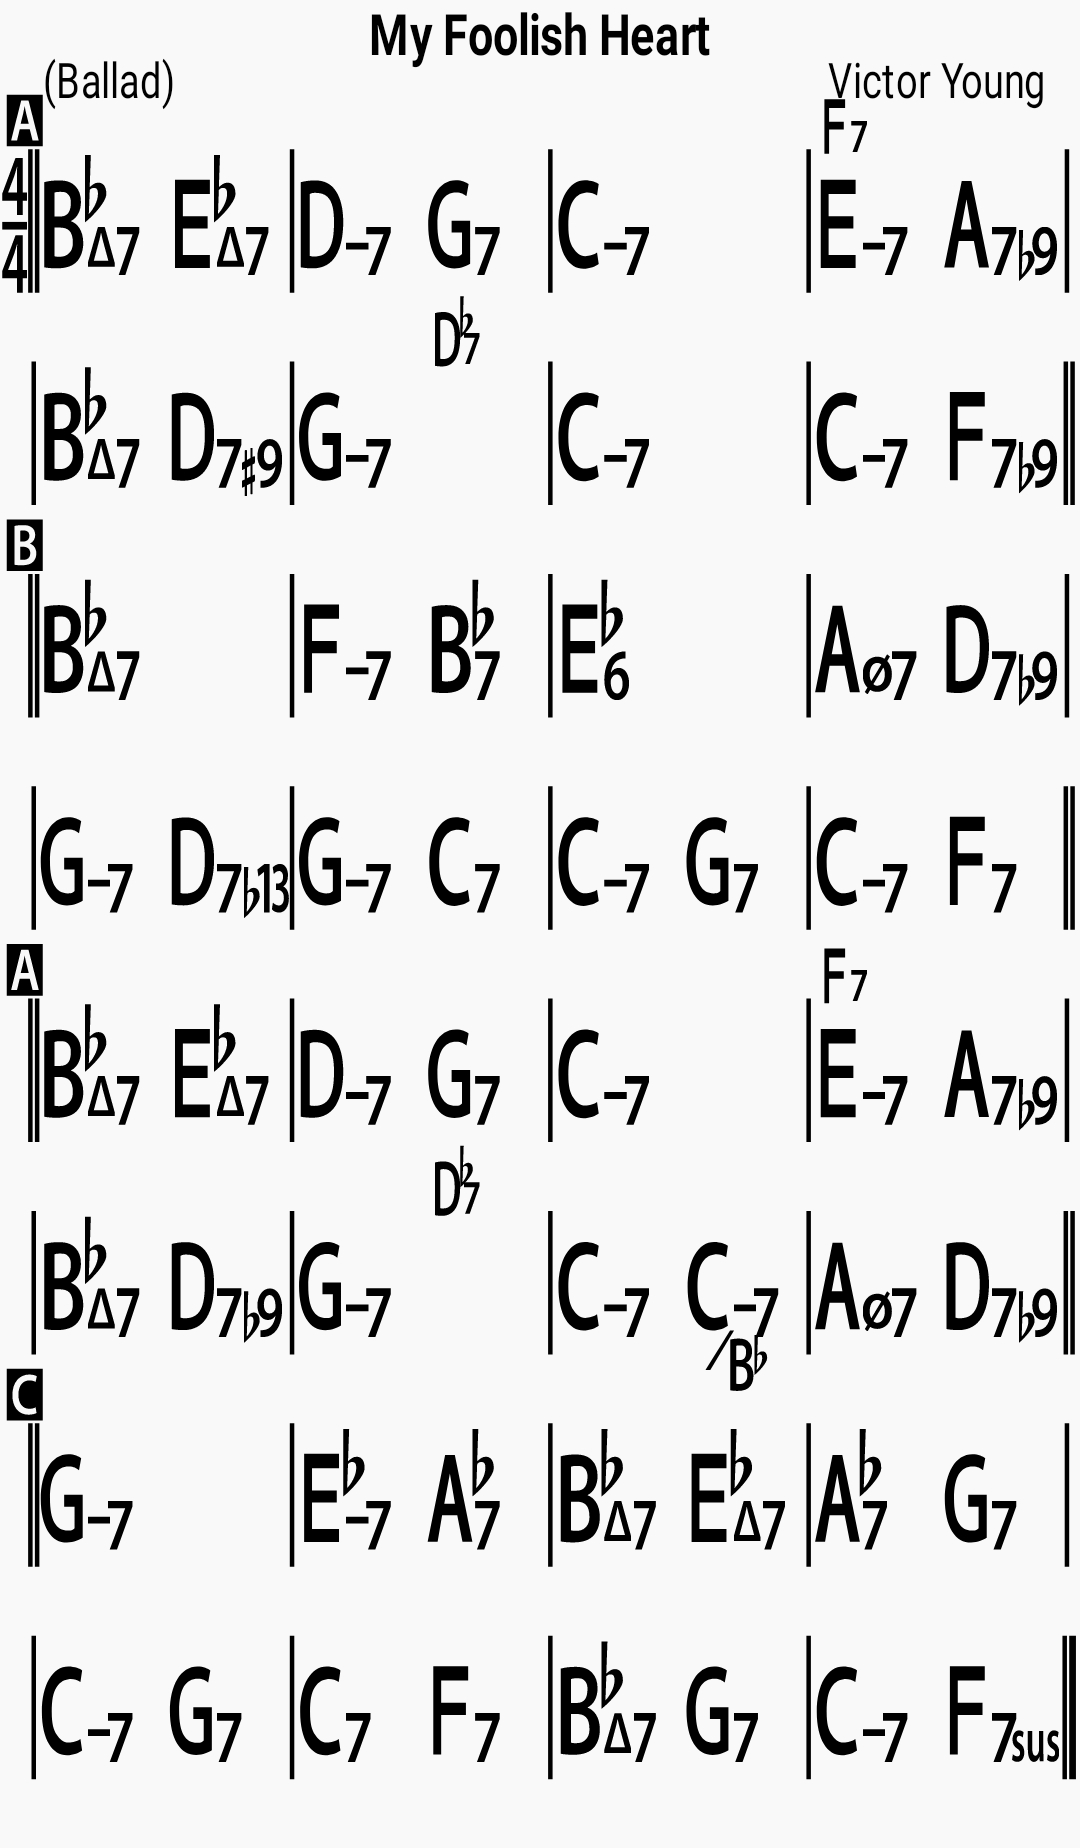 My Foolish Heart
(Ballad) Victor Young
A F7
4/4 B♭Δ7 E♭Δ7 D–7 G7 C–7 E–7 A7♭9
D♭7
B♭Δ7 D7♯9 G–7 C–7 C–7 F7♭9
B
B♭Δ7 F–7 B♭7 E♭6 Aø7 D7♭9
G–7 D7♭13 G–7 C7 C–7 G7 C–7 F7
A F7
B♭Δ7 E♭Δ7 D–7 G7 C–7 E–7 A7♭9
D♭7
B♭Δ7 D7♭9 G–7 C–7 C–7/B♭ Aø7 D7♭9
C
G–7 E♭–7 A♭7 B♭Δ7 E♭Δ7 A♭7 G7
C–7 G7 C7 F7 B♭Δ7 G7 C–7 F7sus